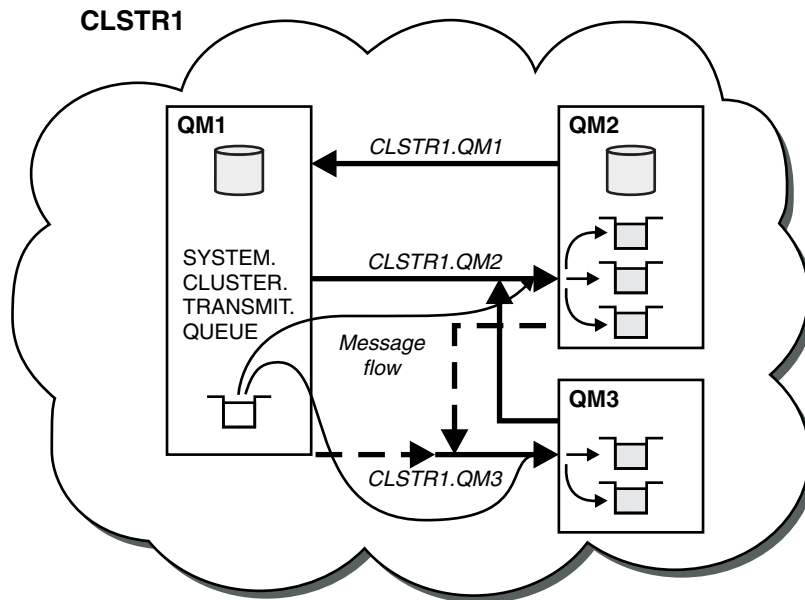 CLSTR1
QM1
QM2
CLSTR1.QM1
SYSTEM.
CLUSTER.
TRANSMIT.
QUEUE
CLSTR1.QM2
Message
flow
QM3
CLSTR1.QM3